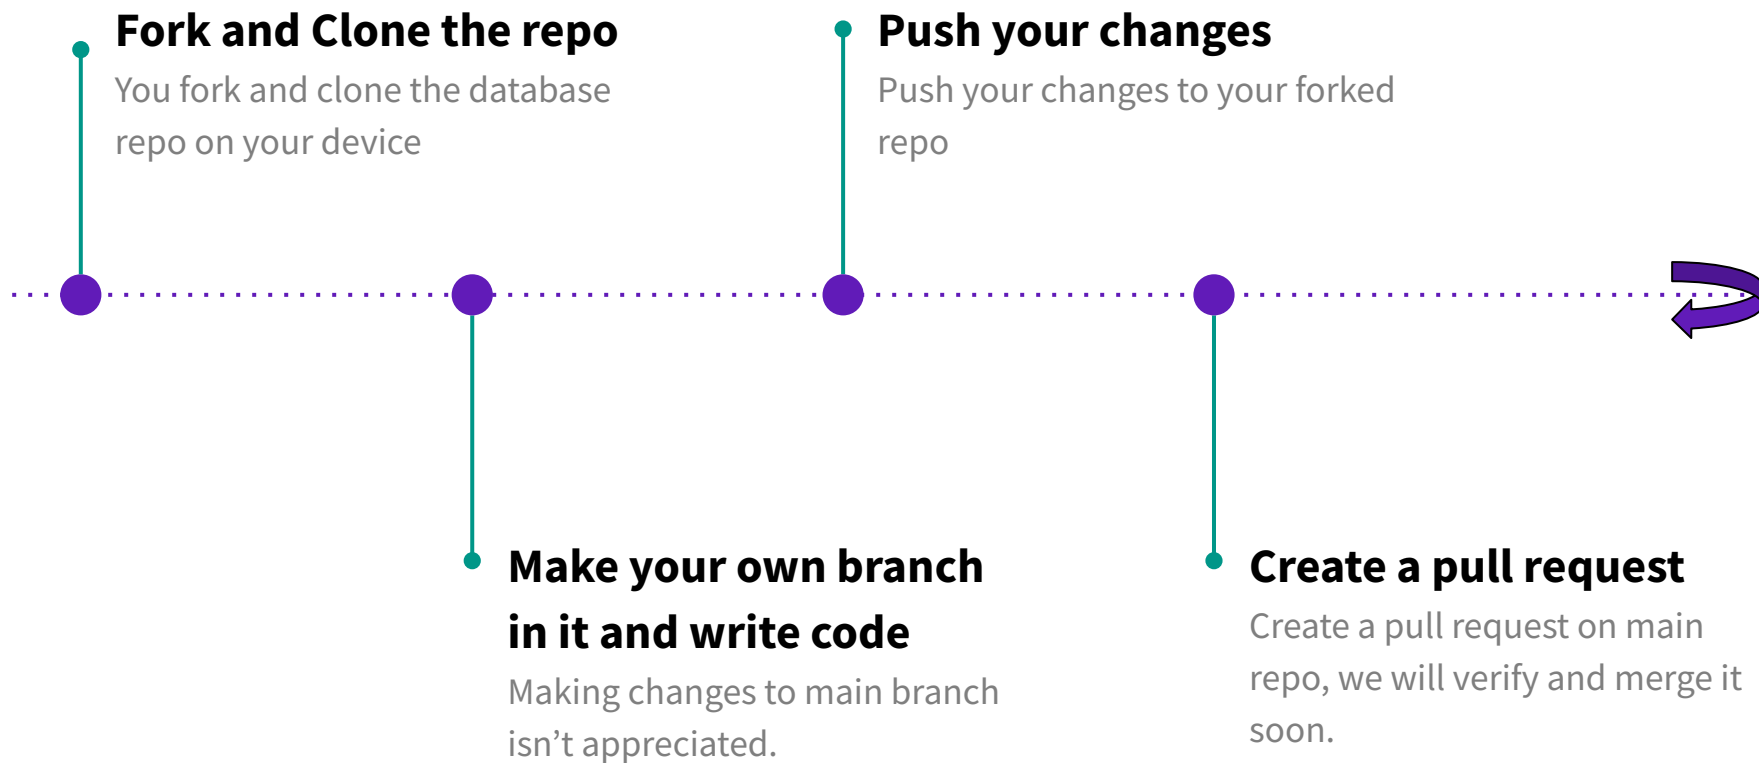 Fork and Clone the repo
You fork and clone the database
repo on your device
Make your own branch
in it and write code
Making changes to main branch
isn’t appreciated.
Push your changes
Push your changes to your forked
repo
Create a pull request
Create a pull request on main
repo, we will verify and merge it
soon.